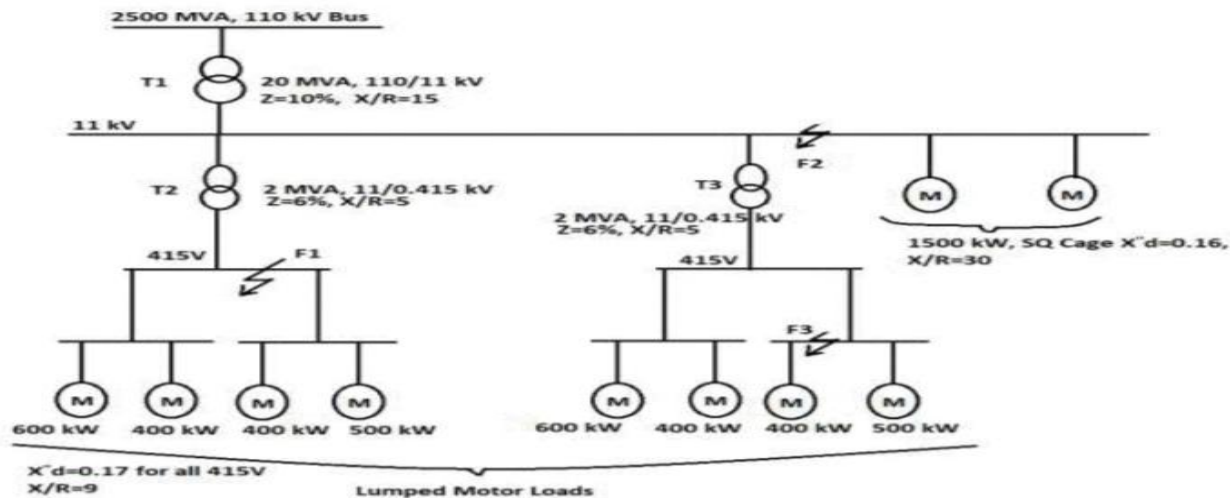 2500 MVA, 110 kV Bus
T1
20 MVA, 110/11 kV
Z=10%, X/R=15
11 kV
F2
T2
2 MVA, 11/0.415 kV
Z=6%, X/R=5
T3
2 MVA, 11/0.415 kV
Z=6%, X/R=5
M M
1500 kW, SQ Cage X"d=0.16,
X/R=30
415V
F1
415V
F3
M M M M M M M M
600 kW 400 kW 400 kW 500 kW 600 kW 400 kW 400 kW 500 kW
X"d=0.17 for all 415V
X/R=9
Lumped Motor Loads